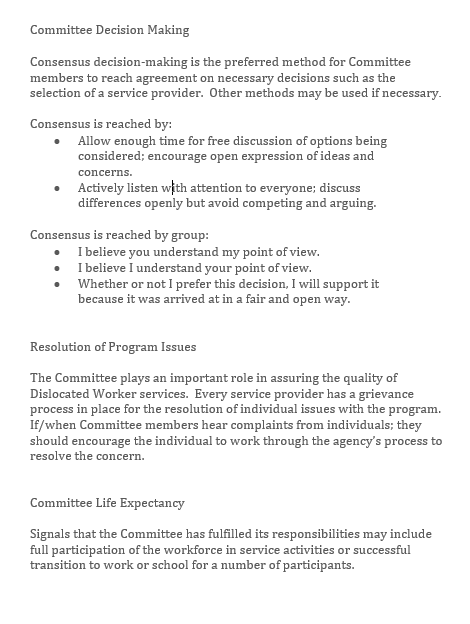 Committee Decision Making
Consensus decision-making is the preferred method for Committee
members to reach agreement on necessary decisions such as the
selection of a service provider.  Other methods may be used if necessary.
Consensus is reached by:
• Allow enough time for free discussion of options being
considered; encourage open expression of ideas and
concerns.
• Actively listen with attention to everyone; discuss
differences openly but avoid competing and arguing.
Consensus is reached by group:
• I believe you understand my point of view.
• I believe I understand your point of view.
• Whether or not I prefer this decision, I will support it
because it was arrived at in a fair and open way.
Resolution of Program Issues
The Committee plays an important role in assuring the quality of
Dislocated Worker services.  Every service provider has a grievance
process in place for the resolution of individual issues with the program.
If/when Committee members hear complaints from individuals; they
should encourage the individual to work through the agency's process to
resolve the concern.
Committee Life Expectancy
Signals that the Committee has fulfilled its responsibilities may include
full participation of the workforce in service activities or successful
transition to work or school for a number of participants.